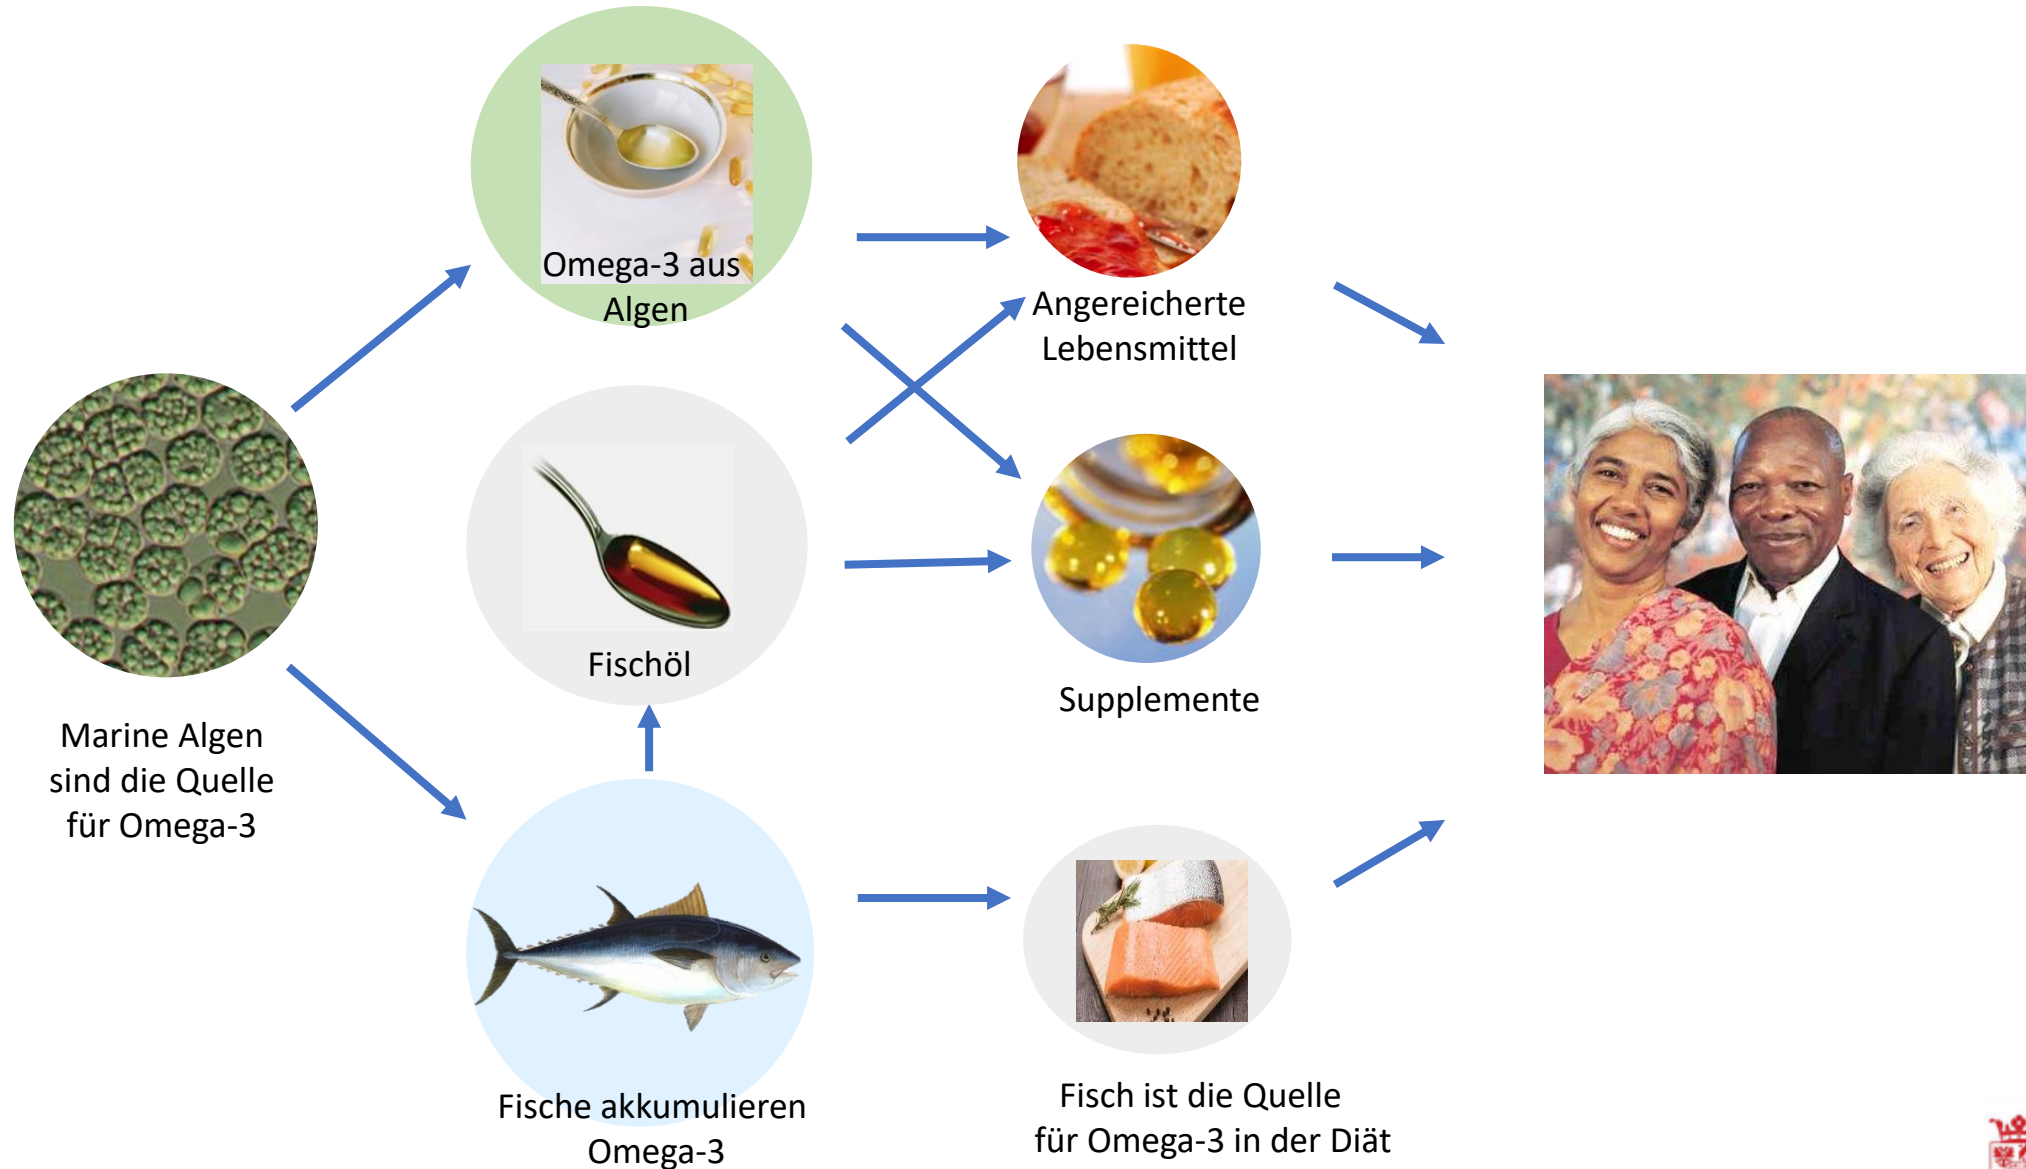 Omega-3 aus
Algen
Angereicherte
Lebensmittel
Fischöl
Supplemente
Marine Algen
sind die Quelle
für Omega-3
Fische akkumulieren
Omega-3
Fisch ist die Quelle
für Omega-3 in der Diät